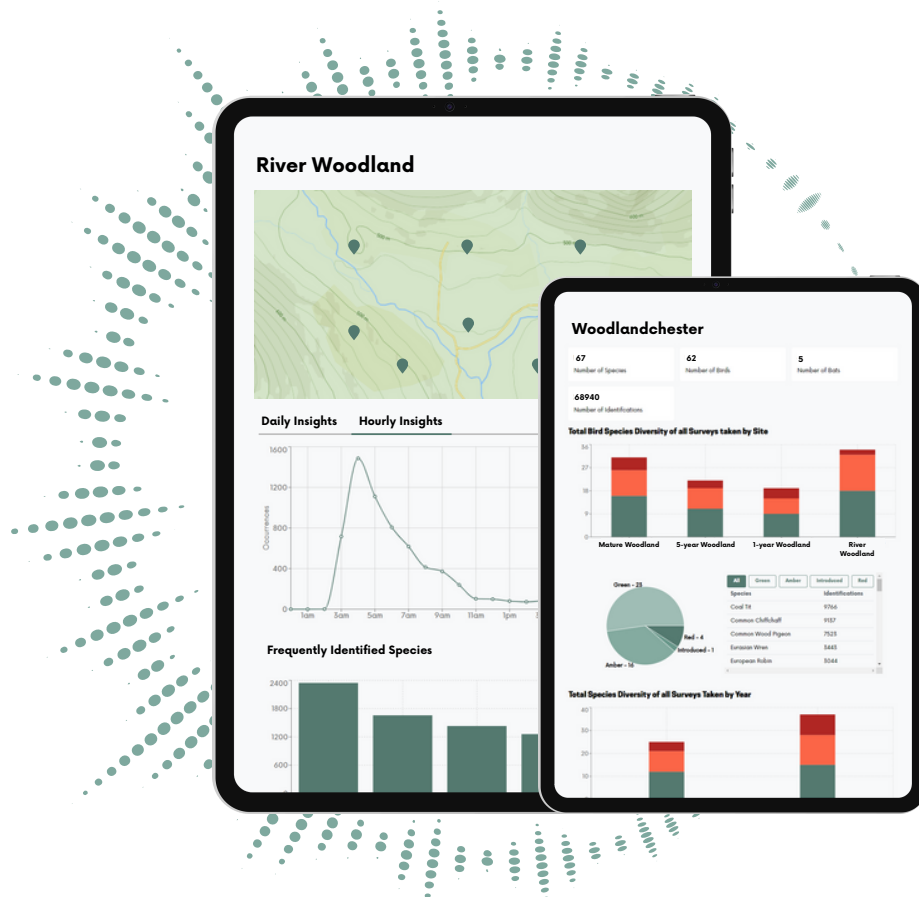 River Woodland
Daily Insights Hourly Insights
1600
1200
800
400
0
Occurrences
1am 3am 5am 7am 9am 11am 1pm
Frequently Identified Species
2400
1800
1200
600
Woodlandchester
67 62 5
Number of Species Number of Birds Number of Bats
68940
Number of Identifications
Total Bird Species Diversity of all Surveys taken by Site
36
27
18
9
0
Mature Woodland 5-year Woodland 1-year Woodland River
Woodland
Green - 25
Red - 4
Introduced - 1
Amber - 16
All Green Amber Introduced Red
Species Identifications
Coal Tit 9766
Common Chiffchaff 9137
Common Wood Pigeon 7523
Eurasian Wren 3445
European Robin 3044
Total Species Diversity of all Surveys Taken by Year
40
30
20
10